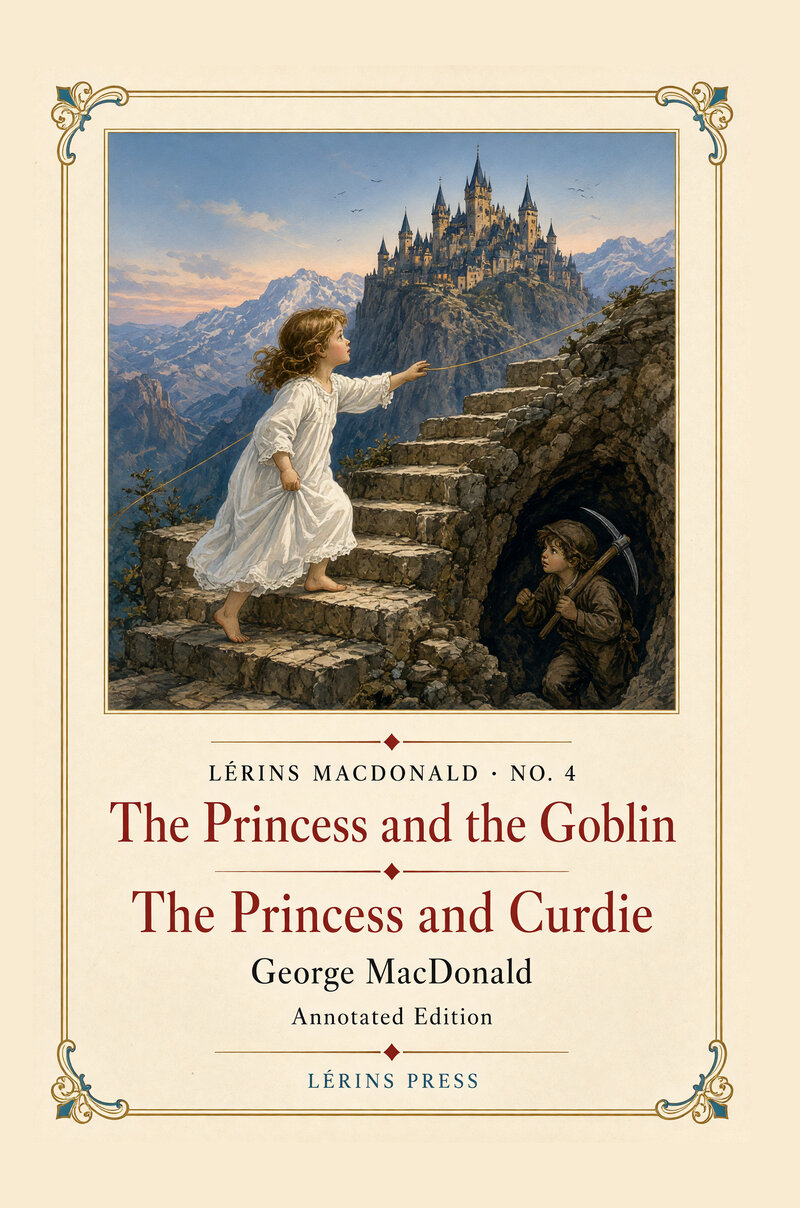 LÉRINS MACDONALD · NO. 4
The Princess and the Goblin
The Princess and Curdie
George MacDonald
Annotated Edition
LÉRINS PRESS